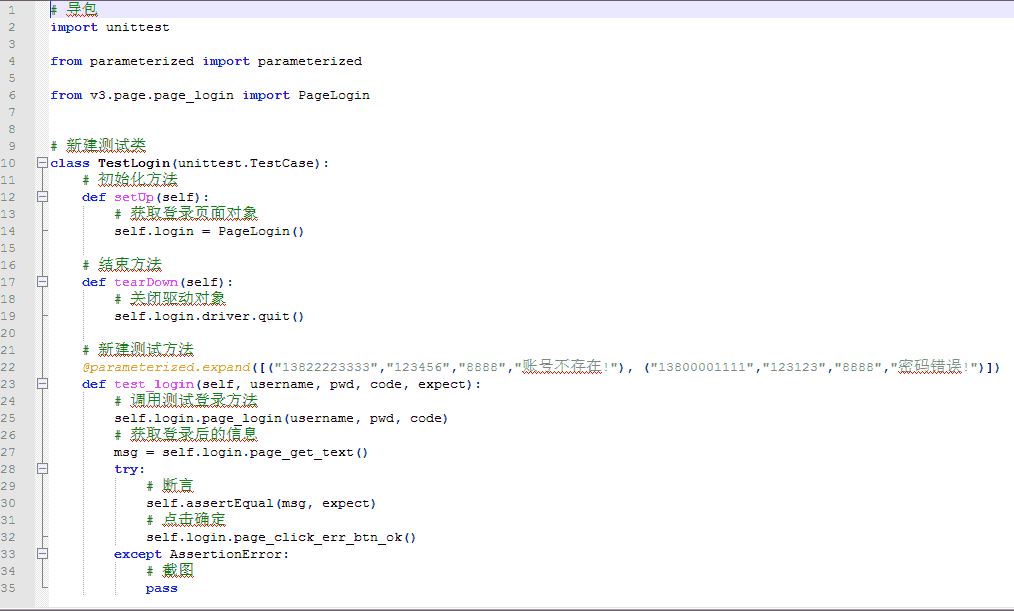 1 # 导包
2 import unittest
3
4 from parameterized import parameterized
5
6 from v3.page.page_login import PageLogin
7
8
9 # 新建测试类
10 class TestLogin(unittest.TestCase):
11 # 初始化方法
12 def setUp(self):
13 # 获取登录页面对象
14 self.login = PageLogin()
15
16 # 结束方法
17 def tearDown(self):
18 # 关闭驱动对象
19 self.login.driver.quit()
20
21 # 新建测试方法
22 @parameterized.expand([("13822223333","123456","8888","账号不存在!"), ("13800001111","123123","8888","密码错误!")])
23 def test_login(self, username, pwd, code, expect):
24 # 调用测试登录方法
25 self.login.page_login(username, pwd, code)
26 # 获取登录后的信息
27 msg = self.login.page_get_text()
28 try:
29 # 断言
30 self.assertEqual(msg, expect)
31 # 点击确定
32 self.login.page_click_err_btn_ok()
33 except AssertionError:
34 # 截图
35 pass